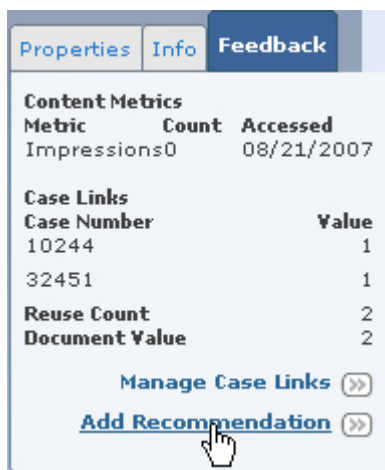 Properties Info Feedback
Content Metrics
Metric Count Accessed
Impressions0 08/21/2007
Case Links
Case Number Value
10244 1
32451 1
Reuse Count 2
Document Value 2
Manage Case Links
Add Recommendation